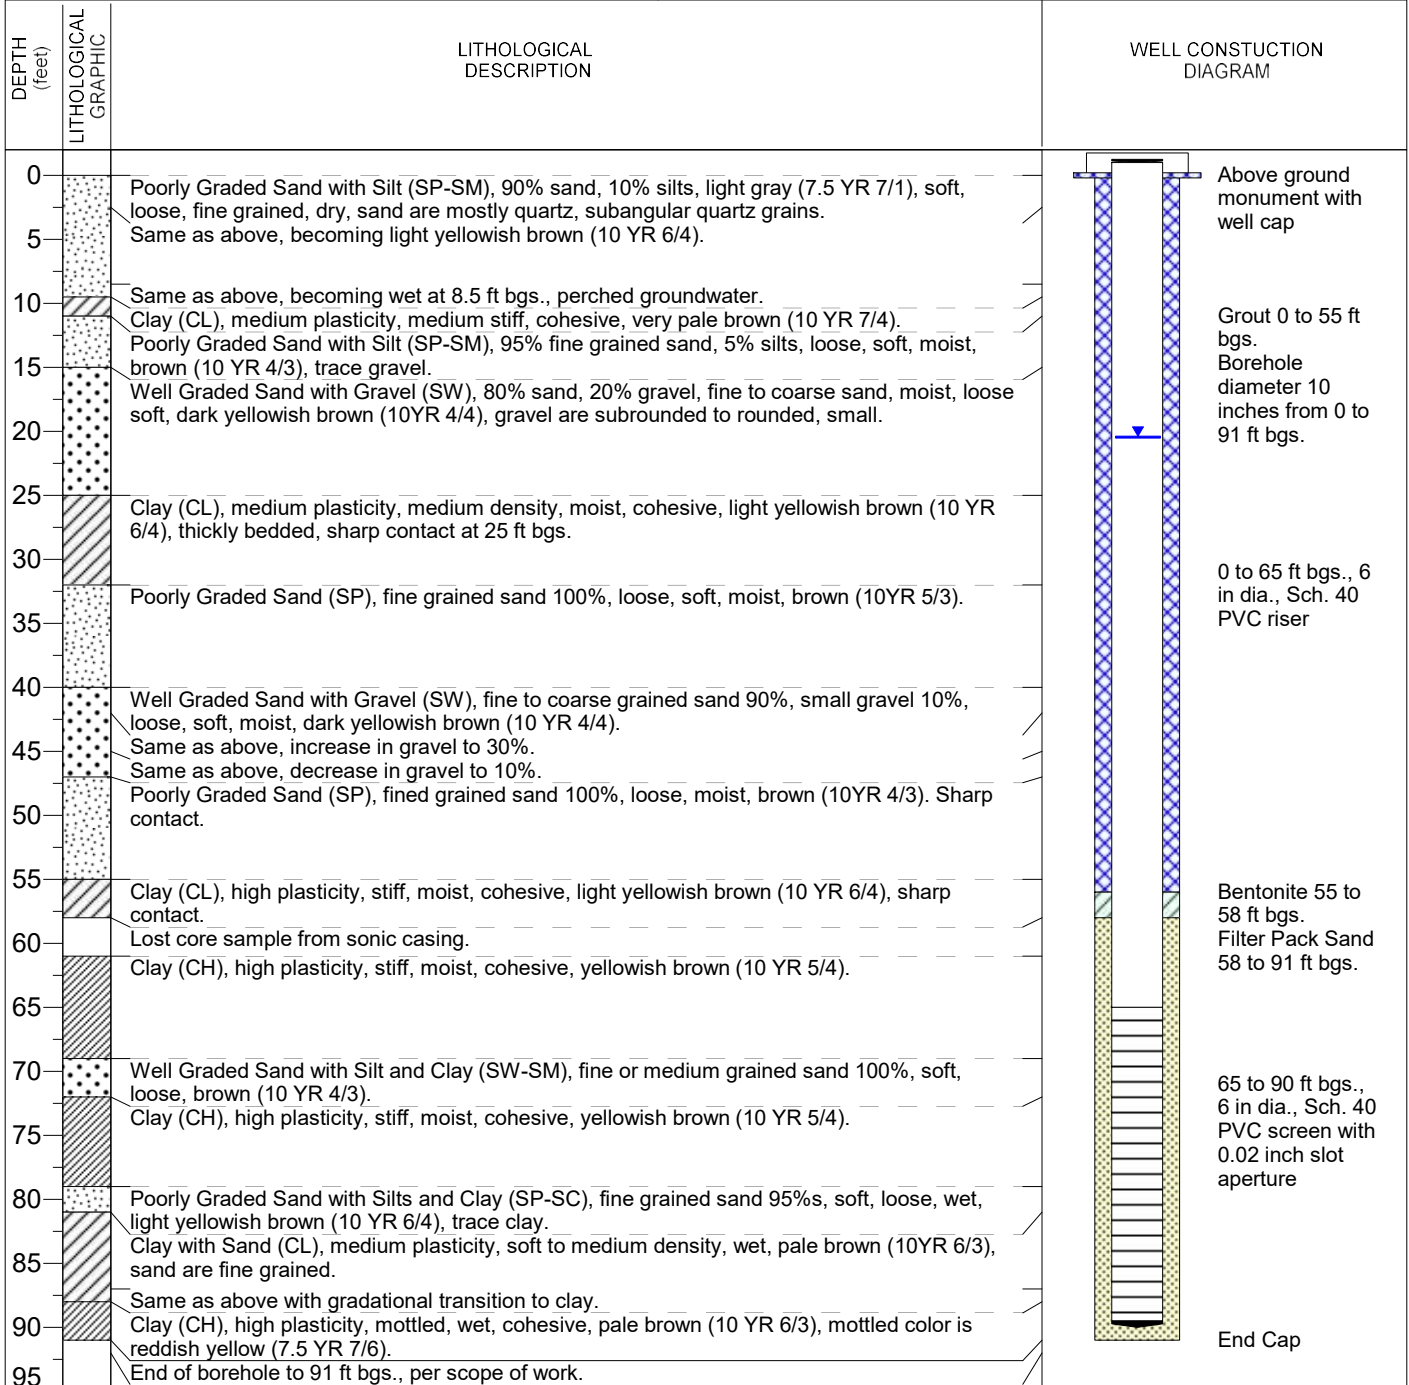 DEPTH
(feet)
LITHOLOGICAL
GRAPHIC
LITHOLOGICAL
DESCRIPTION
WELL CONSTUCTION
DIAGRAM
0
5
10
15
20
25
30
35
40
45
50
55
60
65
70
75
80
85
90
95
Poorly Graded Sand with Silt (SP-SM), 90% sand, 10% silts, light gray (7.5 YR 7/1), soft,
loose, fine grained, dry, sand are mostly quartz, subangular quartz grains.
Same as above, becoming light yellowish brown (10 YR 6/4).
Same as above, becoming wet at 8.5 ft bgs., perched groundwater.
Clay (CL), medium plasticity, medium stiff, cohesive, very pale brown (10 YR 7/4).
Poorly Graded Sand with Silt (SP-SM), 95% fine grained sand, 5% silts, loose, soft, moist,
brown (10 YR 4/3), trace gravel.
Well Graded Sand with Gravel (SW), 80% sand, 20% gravel, fine to coarse sand, moist, loose
soft, dark yellowish brown (10YR 4/4), gravel are subrounded to rounded, small.
Clay (CL), medium plasticity, medium density, moist, cohesive, light yellowish brown (10 YR
6/4), thickly bedded, sharp contact at 25 ft bgs.
Poorly Graded Sand (SP), fine grained sand 100%, loose, soft, moist, brown (10YR 5/3).
Well Graded Sand with Gravel (SW), fine to coarse grained sand 90%, small gravel 10%,
loose, soft, moist, dark yellowish brown (10 YR 4/4).
Same as above, increase in gravel to 30%.
Same as above, decrease in gravel to 10%.
Poorly Graded Sand (SP), fined grained sand 100%, loose, moist, brown (10YR 4/3). Sharp
contact.
Clay (CL), high plasticity, stiff, moist, cohesive, light yellowish brown (10 YR 6/4), sharp
contact.
Lost core sample from sonic casing.
Clay (CH), high plasticity, stiff, moist, cohesive, yellowish brown (10 YR 5/4).
Well Graded Sand with Silt and Clay (SW-SM), fine or medium grained sand 100%, soft,
loose, brown (10 YR 4/3).
Clay (CH), high plasticity, stiff, moist, cohesive, yellowish brown (10 YR 5/4).
Poorly Graded Sand with Silts and Clay (SP-SC), fine grained sand 95%s, soft, loose, wet,
light yellowish brown (10 YR 6/4), trace clay.
Clay with Sand (CL), medium plasticity, soft to medium density, wet, pale brown (10YR 6/3),
sand are fine grained.
Same as above with gradational transition to clay.
Clay (CH), high plasticity, mottled, wet, cohesive, pale brown (10 YR 6/3), mottled color is
reddish yellow (7.5 YR 7/6).
End of borehole to 91 ft bgs., per scope of work.
Above ground
monument with
well cap
Grout 0 to 55 ft
bgs.
Borehole
diameter 10
inches from 0 to
91 ft bgs.
0 to 65 ft bgs., 6
in dia., Sch. 40
PVC riser
Bentonite 55 to
58 ft bgs.
Filter Pack Sand
58 to 91 ft bgs.
65 to 90 ft bgs.,
6 in dia., Sch. 40
PVC screen with
0.02 inch slot
aperture
End Cap